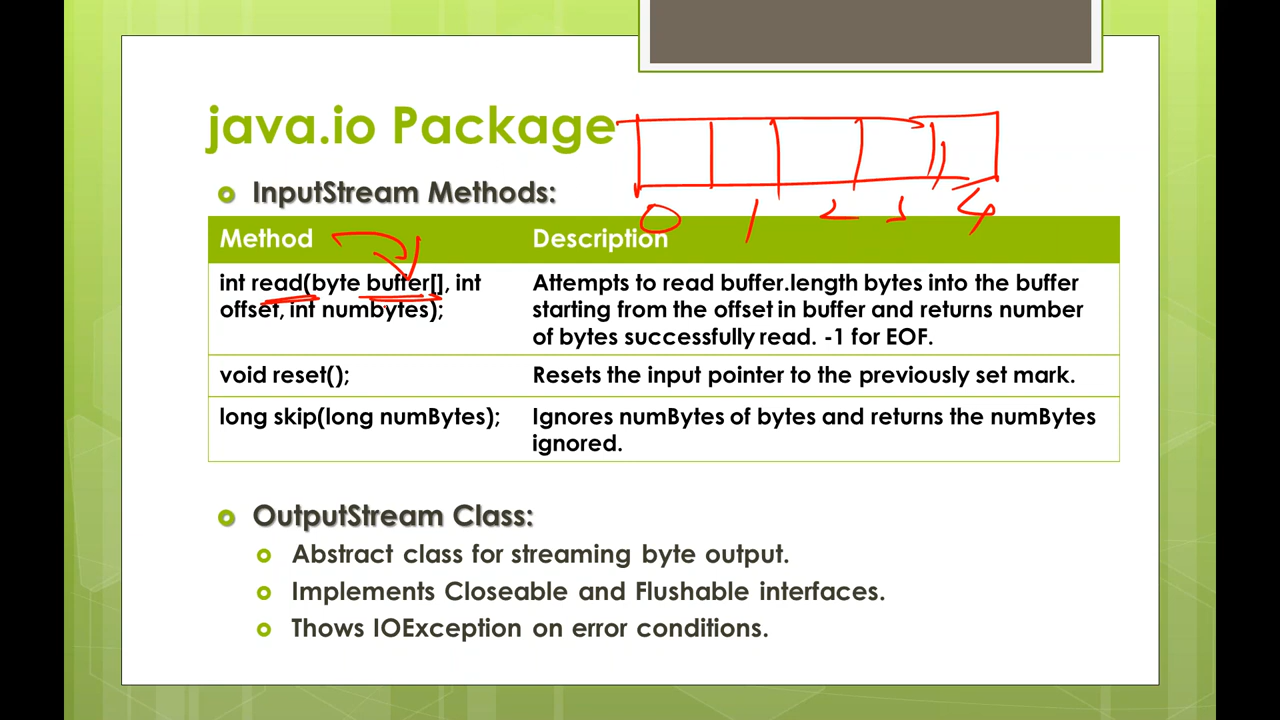 java.io Package
InputStream Methods:
0 1 2 3 4
Method Description
int read(byte buffer[], int Attempts to read buffer.length bytes into the buffer
offset, int numbytes); starting from the offset in buffer and returns number
of bytes successfully read. -1 for EOF.
void reset(); Resets the input pointer to the previously set mark.
long skip(long numBytes); Ignores numBytes of bytes and returns the numBytes
ignored.
OutputStream Class:
Abstract class for streaming byte output.
Implements Closeable and Flushable interfaces.
Thows IOException on error conditions.